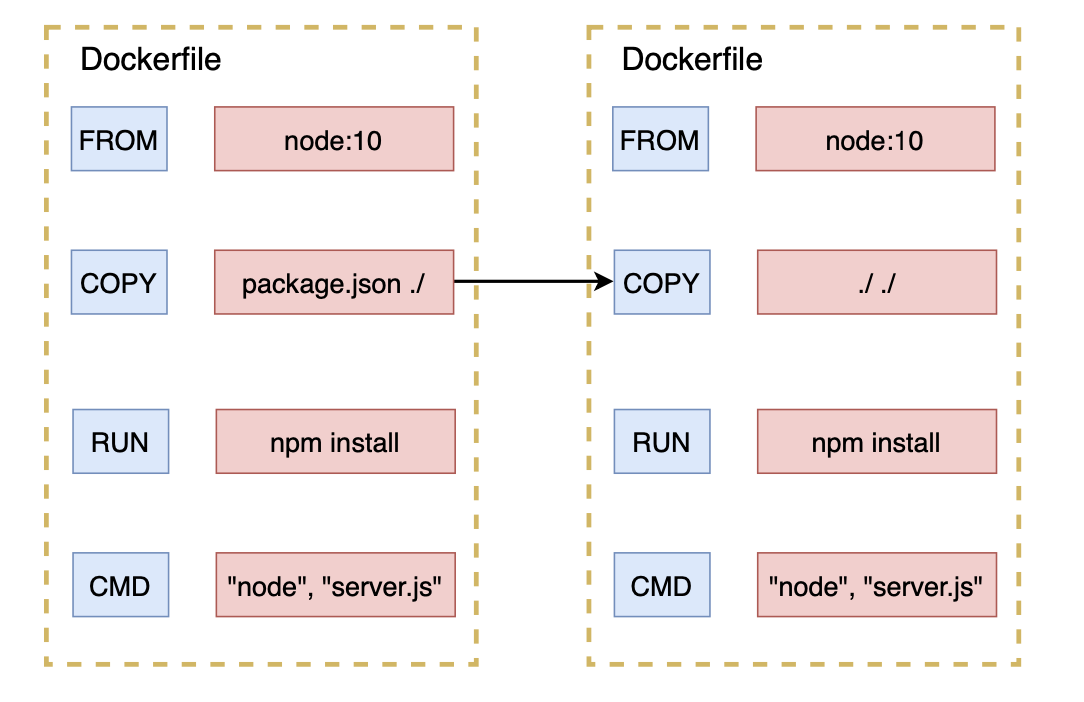 Dockerfile
FROM node:10
COPY package.json ./
RUN npm install
CMD "node", "server.js"
Dockerfile
FROM node:10
COPY ./ ./
RUN npm install
CMD "node", "server.js"